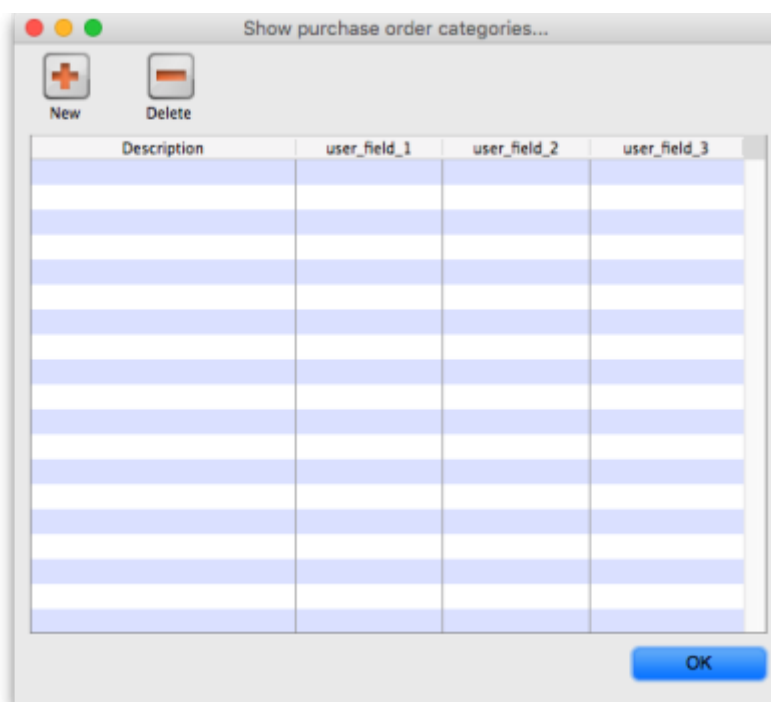 Show purchase order categories...
New Delete
Description user_field_1 user_field_2 user_field_3
OK